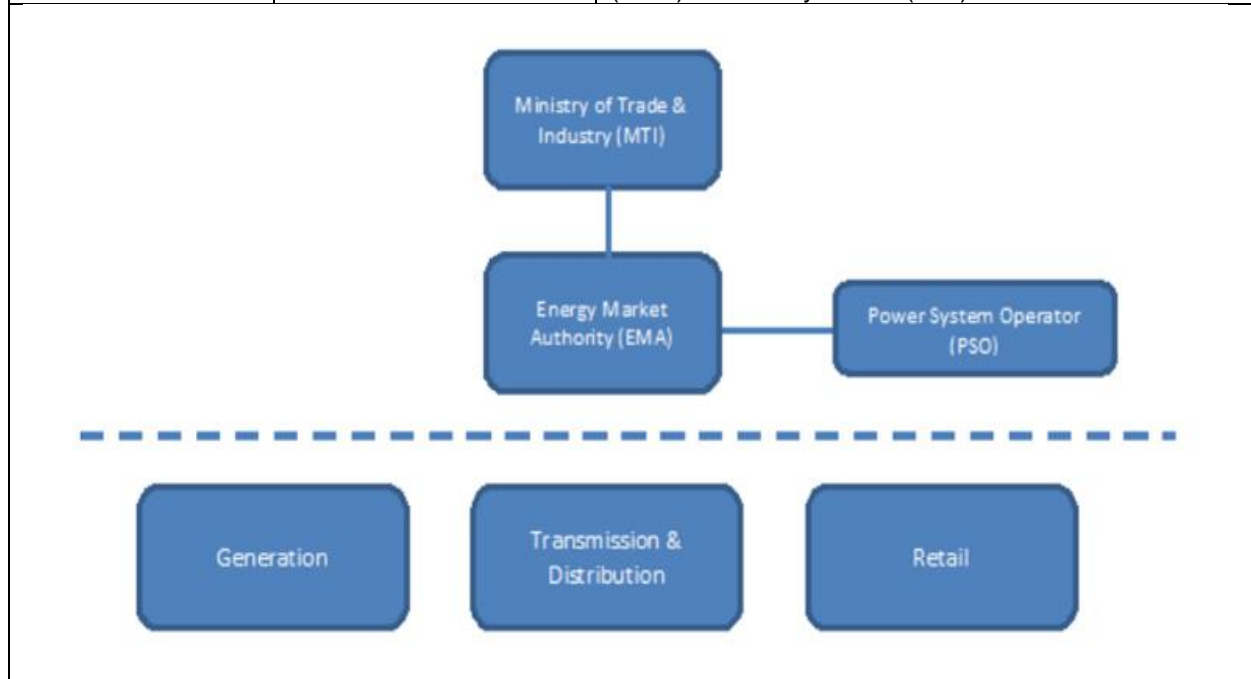 Ministry of Trade &
Industry (MTI)
Energy Market
Authority (EMA)
Power System Operator
(PSO)
Generation
Transmission &
Distribution
Retail